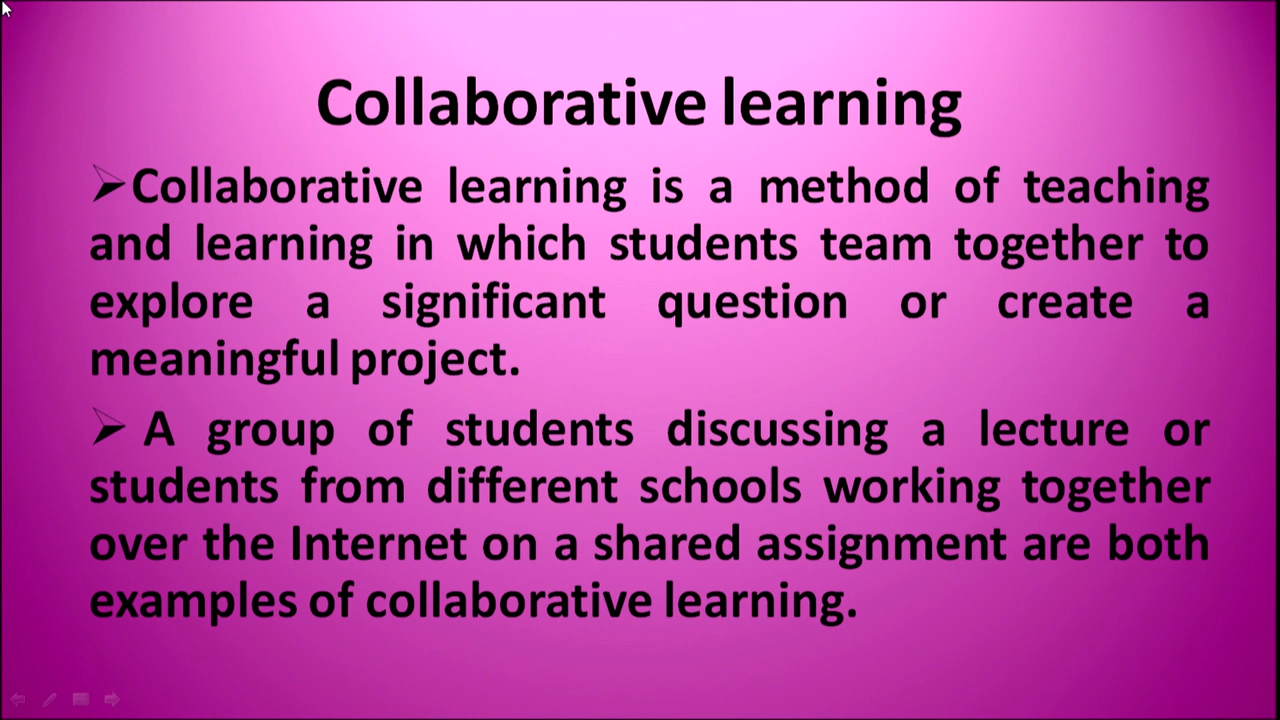 Collaborative learning
➢Collaborative learning is a method of teaching
and learning in which students team together to
explore a significant question or create a
meaningful project.
➢ A group of students discussing a lecture or
students from different schools working together
over the Internet on a shared assignment are both
examples of collaborative learning.